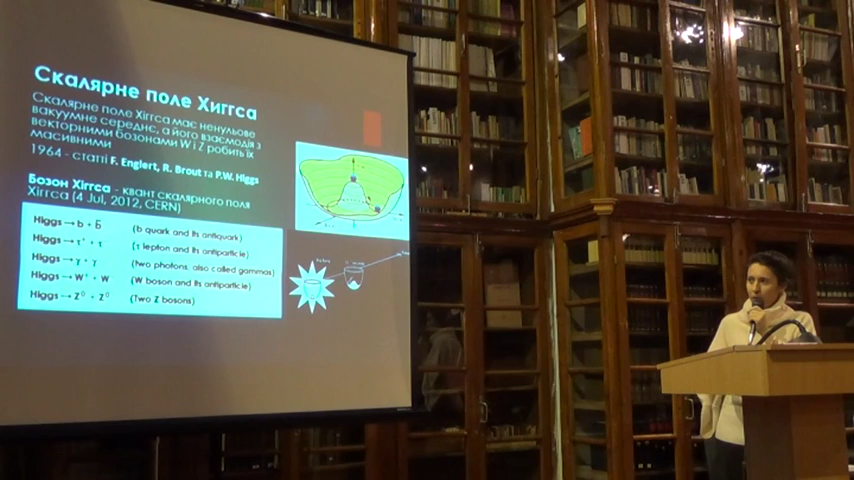 Скалярне поле Хиггса
Скалярне поле Хіггса має ненульове
вакуумне середнє, а його взаємодія з
векторними бозонами W і Z робить їх
масивними
1964 - статті F. Englert, R. Brout та P.W. Higgs
Бозон Хіггса - квант скалярного поля
Хіггса (4 Jul, 2012, CERN)
Higgs → b + b̄ (b quark and its antiquark)
Higgs → τ⁺ + τ⁻ (τ lepton and its antiparticle)
Higgs → γ + γ (two photons, also called gammas)
Higgs → W⁺ + W⁻ (W boson and its antiparticle)
Higgs → Z⁰ + Z⁰ (Two Z bosons)